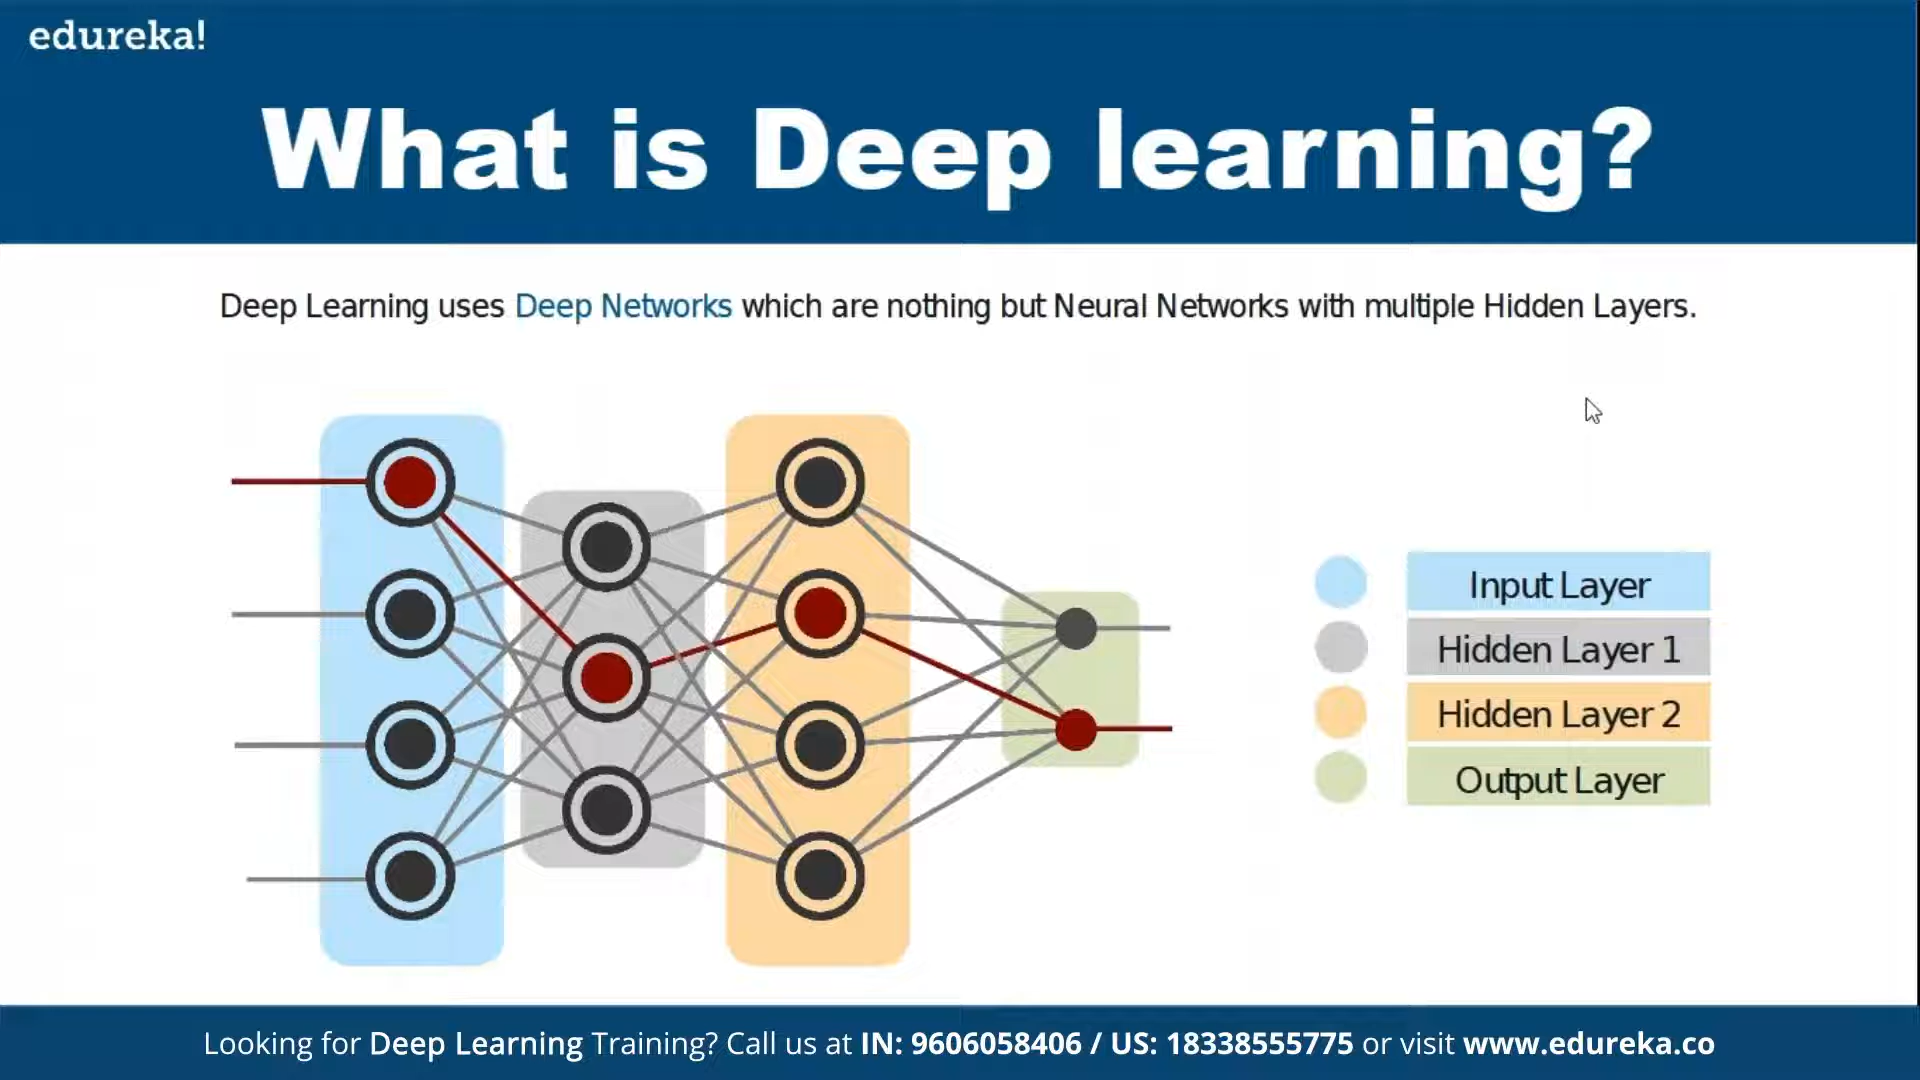 edureka!
What is Deep learning?
Deep Learning uses Deep Networks which are nothing but Neural Networks with multiple Hidden Layers.
Input Layer
Hidden Layer 1
Hidden Layer 2
Output Layer
Looking for Deep Learning Training? Call us at IN: 9606058406 / US: 18338555775 or visit www.edureka.co